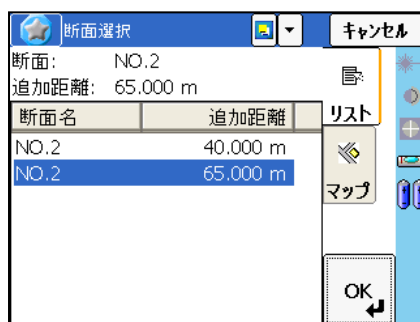 断面選択
キャンセル
断面: NO.2
追加距離: 65.000 m
リスト
断面名 追加距離
NO.2 40.000 m
NO.2 65.000 m
マップ
OK